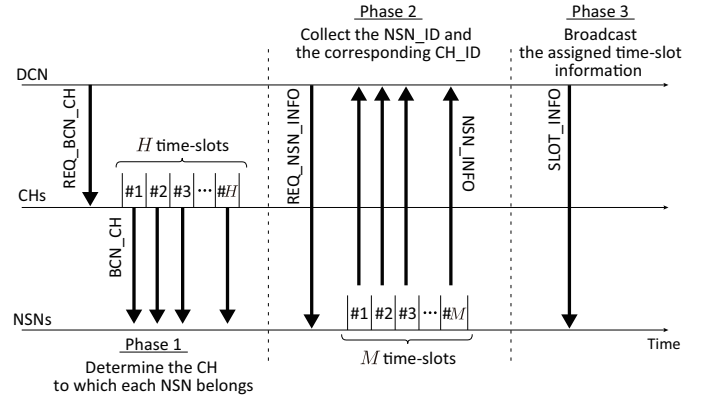 Phase 2
Collect the NSN_ID and
the corresponding CH_ID
Phase 3
Broadcast
the assigned time-slot
information
DCN
REQ_BCN_CH
REQ_NSN_INFO
NSN_INFO
SLOT_INFO
H time-slots
#1 #2 #3 ··· #H
CHs
BCN_CH
#1 #2 #3 ··· #M
NSNs
Time
M time-slots
Phase 1
Determine the CH
to which each NSN belongs